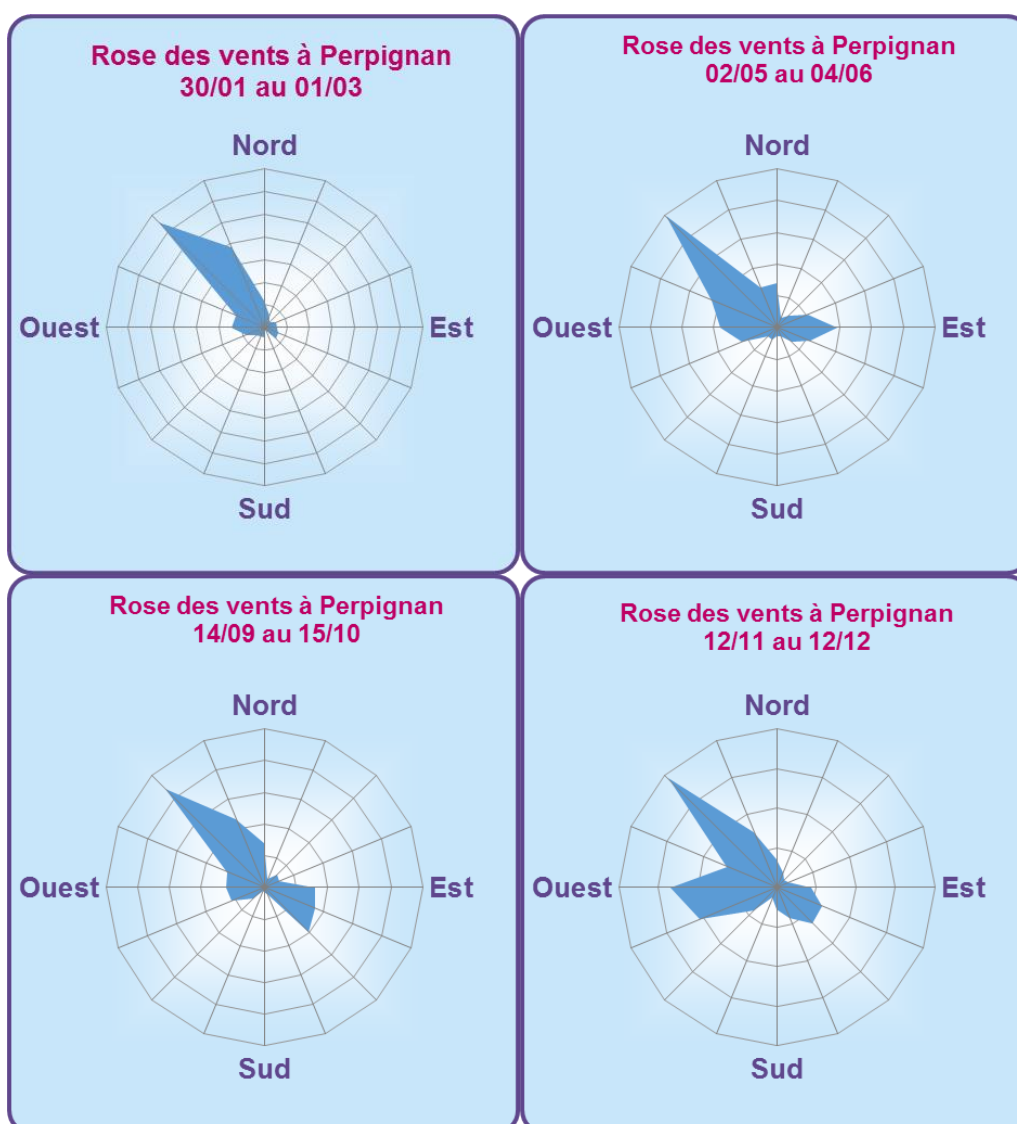 Rose des vents à Perpignan
30/01 au 01/03
Nord
Ouest
Est
Sud
Rose des vents à Perpignan
02/05 au 04/06
Nord
Ouest
Est
Sud
Rose des vents à Perpignan
14/09 au 15/10
Nord
Ouest
Est
Sud
Rose des vents à Perpignan
12/11 au 12/12
Nord
Ouest
Est
Sud